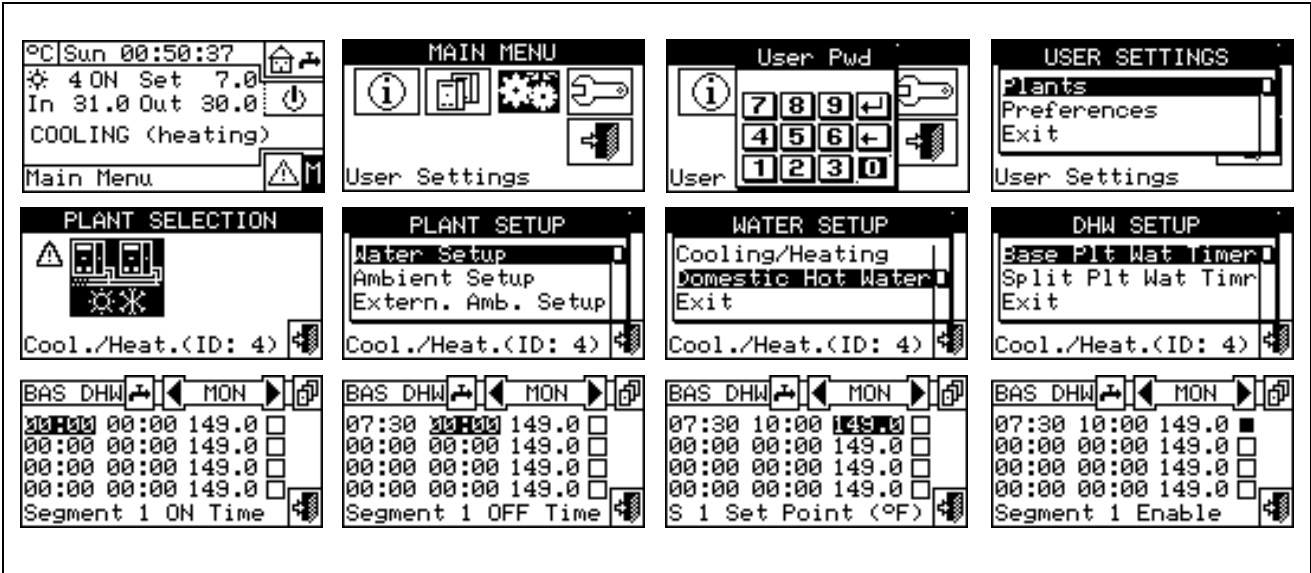 ºC Sun 00:50:37
4 ON Set 7.0
In 31.0 Out 30.0
COOLING (heating)
Main Menu M
MAIN MENU
User Settings
User Pwd
7 8 9
4 5 6
1 2 3 0
User
USER SETTINGS
Plants
Preferences
Exit
User Settings
PLANT SELECTION
Cool./Heat.(ID: 4)
PLANT SETUP
Water Setup
Ambient Setup
Extern. Amb. Setup
Cool./Heat.(ID: 4)
WATER SETUP
Cooling/Heating
Domestic Hot Water
Exit
Cool./Heat.(ID: 4)
DHW SETUP
Base Plt Wat Timer
Split Plt Wat Timr
Exit
Cool./Heat.(ID: 4)
BAS DHW MON
00:00 00:00 149.0
00:00 00:00 149.0
00:00 00:00 149.0
00:00 00:00 149.0
Segment 1 ON Time
BAS DHW MON
07:30 00:00 149.0
00:00 00:00 149.0
00:00 00:00 149.0
00:00 00:00 149.0
Segment 1 OFF Time
BAS DHW MON
07:30 10:00 149.0
00:00 00:00 149.0
00:00 00:00 149.0
00:00 00:00 149.0
S 1 Set Point (ºF)
BAS DHW MON
07:30 10:00 149.0
00:00 00:00 149.0
00:00 00:00 149.0
00:00 00:00 149.0
Segment 1 Enable